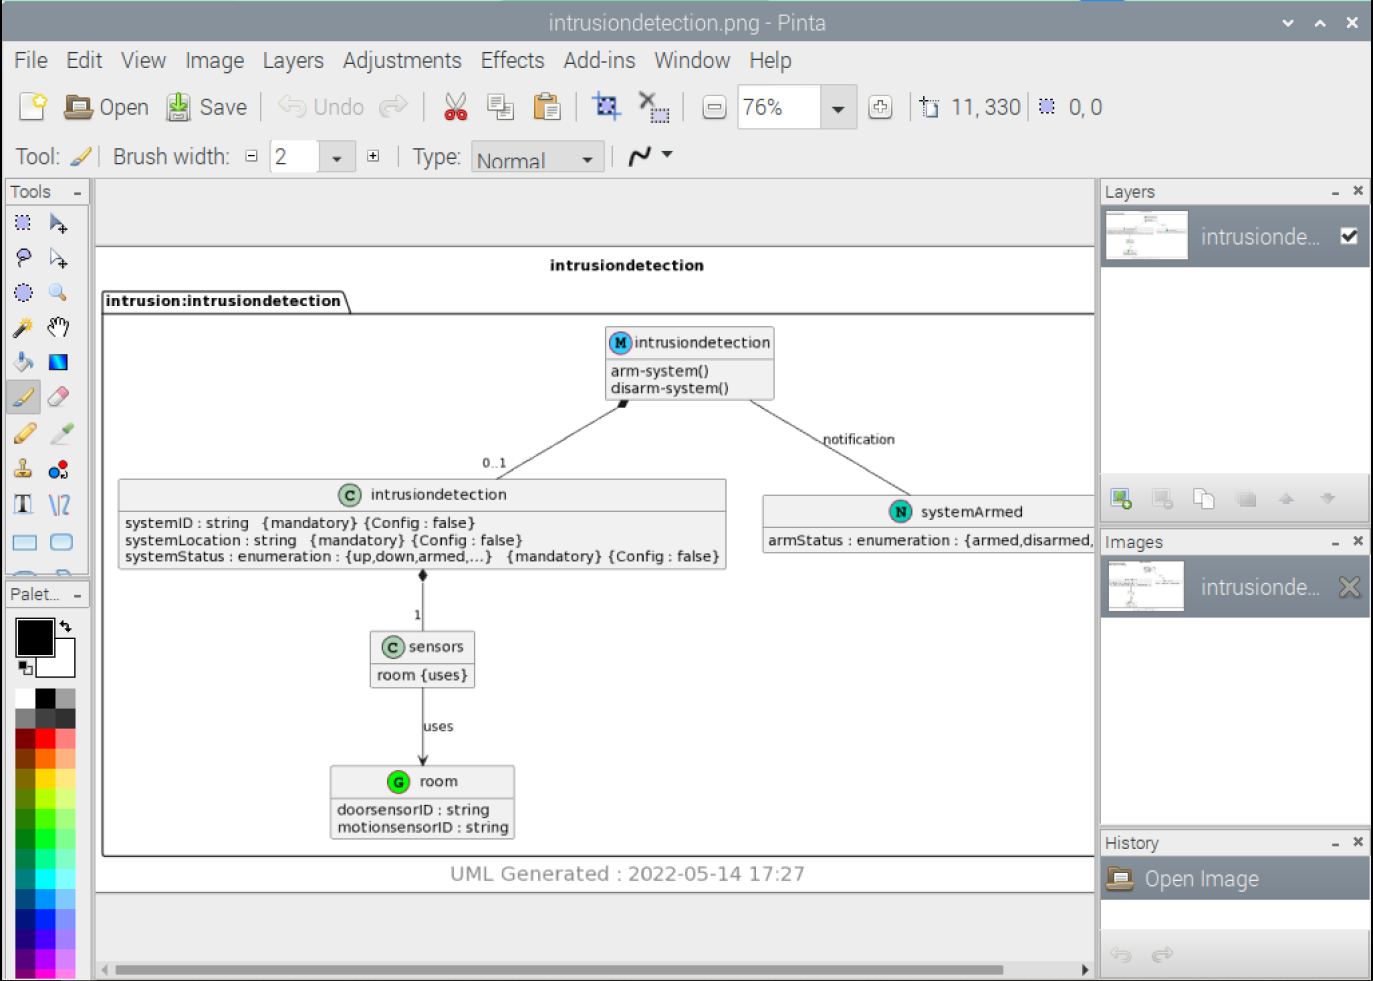 intrusiondetection.png - Pinta
File Edit View Image Layers Adjustments Effects Add-ins Window Help
Open Save Undo 76% 11, 330 0, 0
Tool: Brush width: 2 Type: Normal
Tools
Layers
intrusionde...
intrusiondetection
intrusion:intrusiondetection
M intrusiondetection
arm-system()
disarm-system()
notification
0..1
C intrusiondetection
systemID : string {mandatory} {Config : false}
systemLocation : string {mandatory} {Config : false}
systemStatus : enumeration : {up,down,armed,...} {mandatory} {Config : false}
N systemArmed
armStatus : enumeration : {armed,disarmed,
Images
intrusionde...
Palet...
1
C sensors
room {uses}
uses
G room
doorsensorID : string
motionsensorID : string
UML Generated : 2022-05-14 17:27
History
Open Image